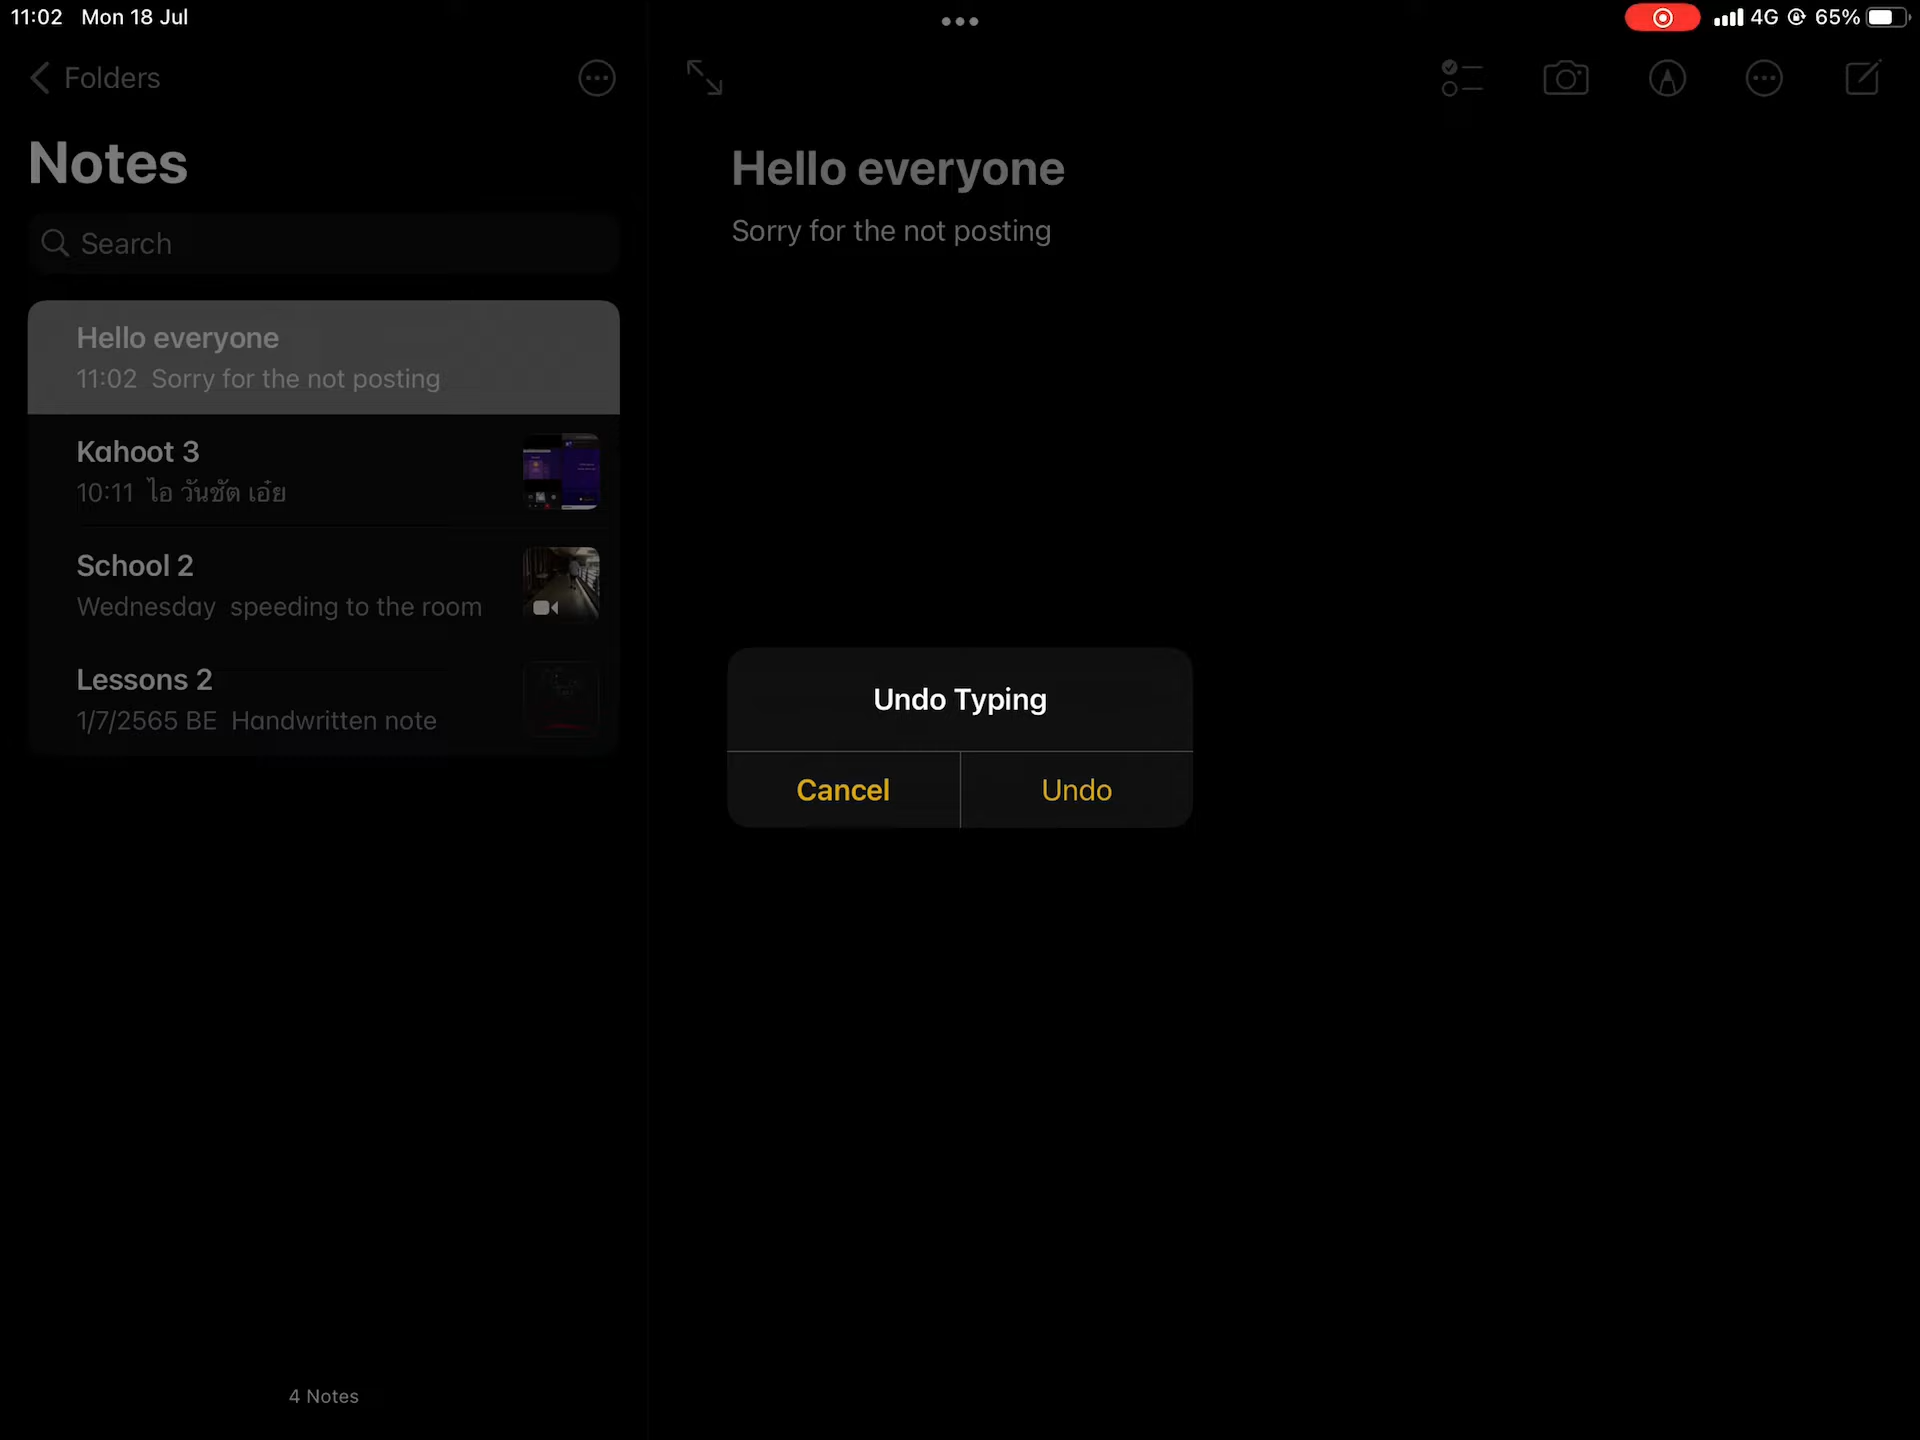 11:02 Mon 18 Jul
4G 65%
Folders
Notes
Search
Hello everyone
11:02 Sorry for the not posting
Kahoot 3
10:11 ไอ วันชัต เอ๋ย
School 2
Wednesday speeding to the room
Lessons 2
1/7/2565 BE Handwritten note
4 Notes
Hello everyone
Sorry for the not posting
Undo Typing
Cancel Undo